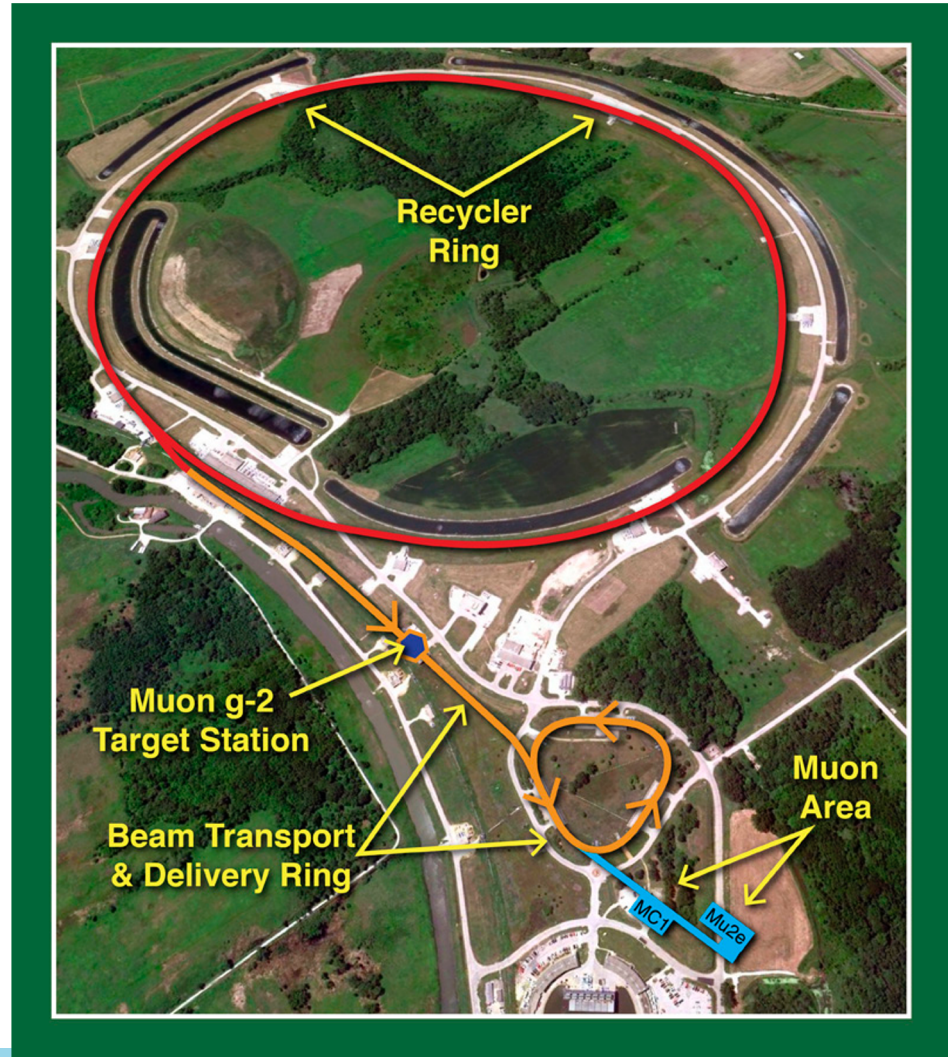 Recycler
Ring
Muon g-2
Target Station
Muon
Area
Beam Transport
& Delivery Ring
MC1
Mu2e